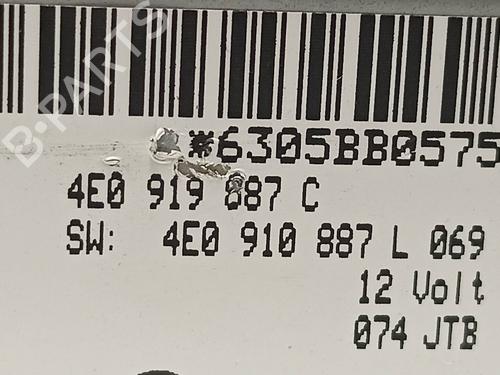 B-PARTS
*6305BB0575
4E0 919 887 C
SW: 4E0 910 887 L 069
12 Volt
074 JTB